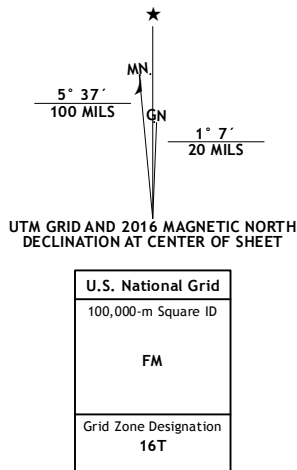 ★
MN.
GN
5° 37´
100 MILS
1° 7´
20 MILS
UTM GRID AND 2016 MAGNETIC NORTH
DECLINATION AT CENTER OF SHEET
U.S. National Grid
100,000-m Square ID
FM
Grid Zone Designation
16T